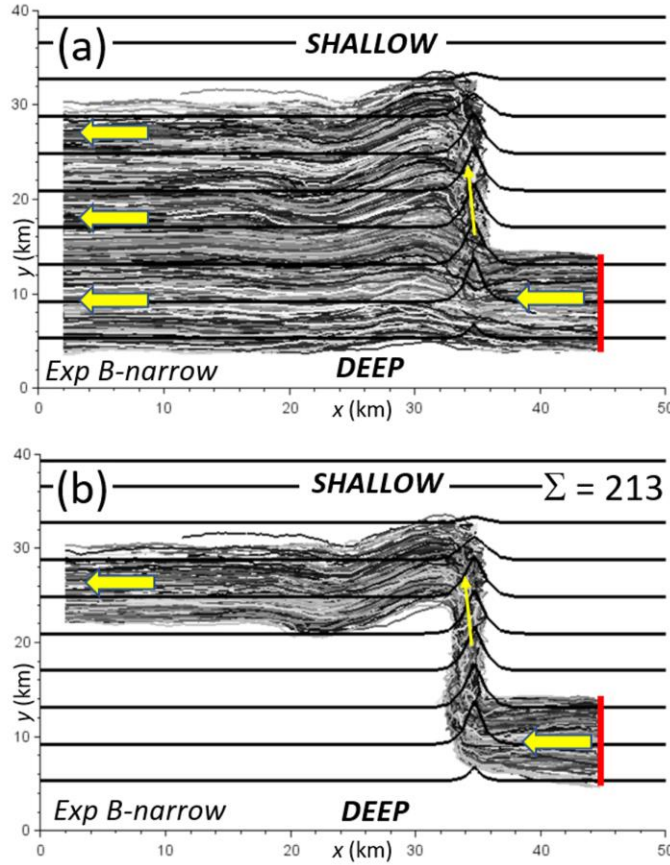 40
(a)
SHALLOW
30
20
y (km)
10
Exp B-narrow
DEEP
0
0
10
20
30
40
50
x (km)
40
(b)
SHALLOW
Σ = 213
30
20
y (km)
10
Exp B-narrow
DEEP
0
0
10
20
30
40
50
x (km)